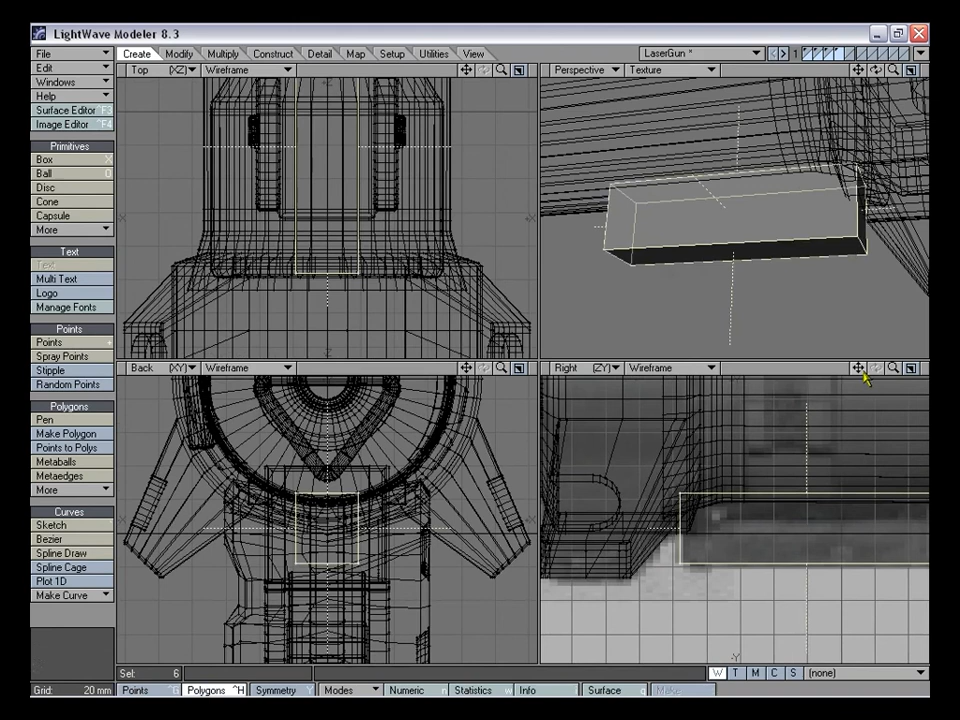 LightWave Modeler 8.3
File Create Modify Multiply Construct Detail Map Setup Utilities View LaserGun * 1
Edit Top (XZ) Wireframe Perspective Texture
Windows
Help
Surface Editor F3
Image Editor ^F4
Primitives
Box X
Ball O
Disc
Cone
Capsule
More
Text
Text
Multi Text
Logo
Manage Fonts
Points
Points +
Spray Points
Stipple Back (XY) Wireframe Right (ZY) Wireframe
Random Points
Polygons
Pen
Make Polygon
Points to Polys
Metaballs
Metaedges
More
Curves
Sketch
Bezier
Spline Draw
Spline Cage
Plot 1D
Make Curve
Sel: 6 W T M C S (none)
Grid: 20 mm Points ^G Polygons ^H Symmetry Y Modes Numeric n Statistics w Info i Surface q Make